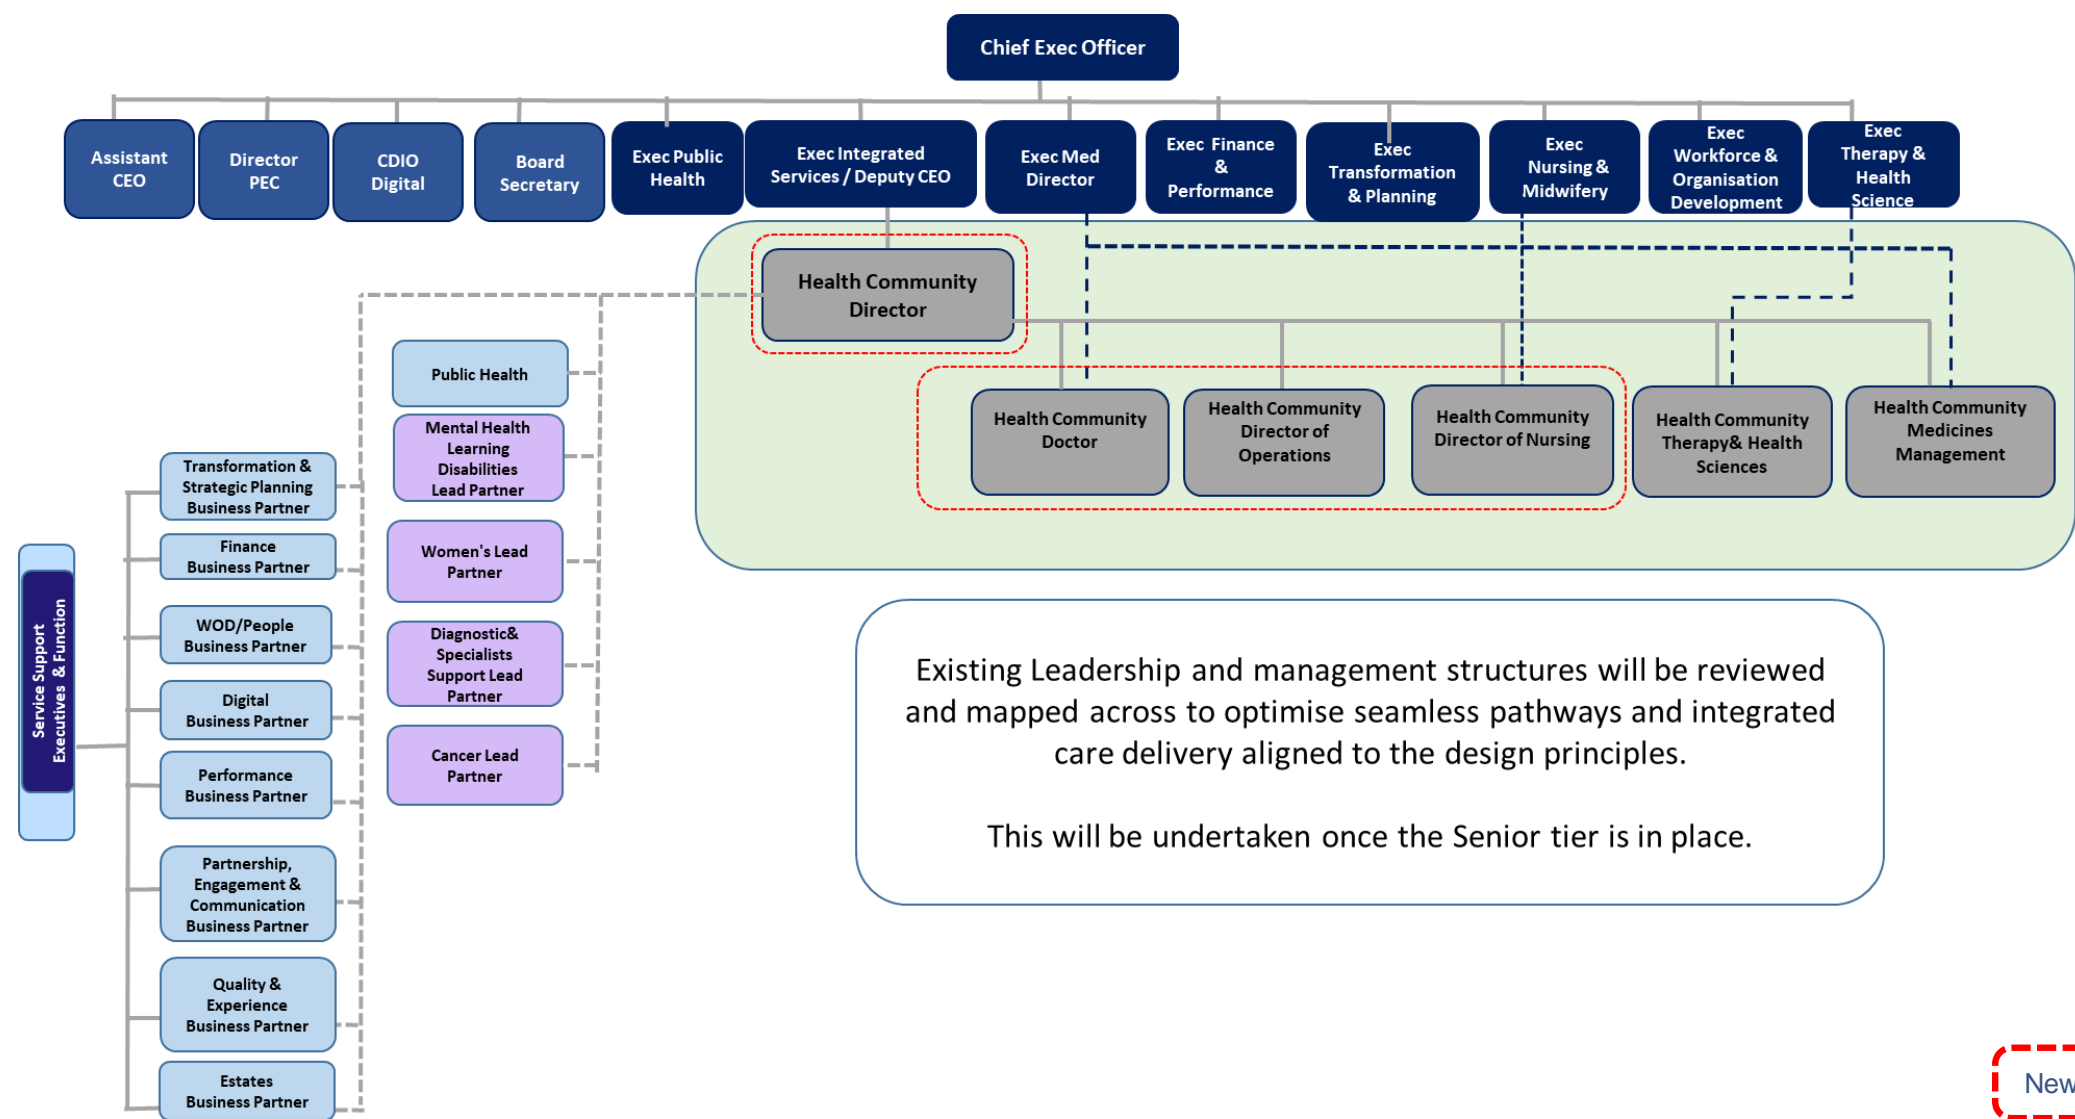 Chief Exec Officer
Assistant
CEO
Director
PEC
CDIO
Digital
Board
Secretary
Exec Public
Health
Exec Integrated
Services / Deputy CEO
Exec Med
Director
Exec Finance
&
Performance
Exec
Transformation
& Planning
Exec
Nursing &
Midwifery
Exec
Workforce &
Organisation
Development
Exec
Therapy &
Health
Science
Health Community
Director
Health Community
Doctor
Health Community
Director of
Operations
Health Community
Director of Nursing
Health Community
Therapy& Health
Sciences
Health Community
Medicines
Management
Public Health
Mental Health
Learning
Disabilities
Lead Partner
Women's Lead
Partner
Diagnostic&
Specialists
Support Lead
Partner
Cancer Lead
Partner
Service Support
Executives & Function
Transformation &
Strategic Planning
Business Partner
Finance
Business Partner
WOD/People
Business Partner
Digital
Business Partner
Performance
Business Partner
Partnership,
Engagement &
Communication
Business Partner
Quality &
Experience
Business Partner
Estates
Business Partner
Existing Leadership and management structures will be reviewed
and mapped across to optimise seamless pathways and integrated
care delivery aligned to the design principles.
This will be undertaken once the Senior tier is in place.
New